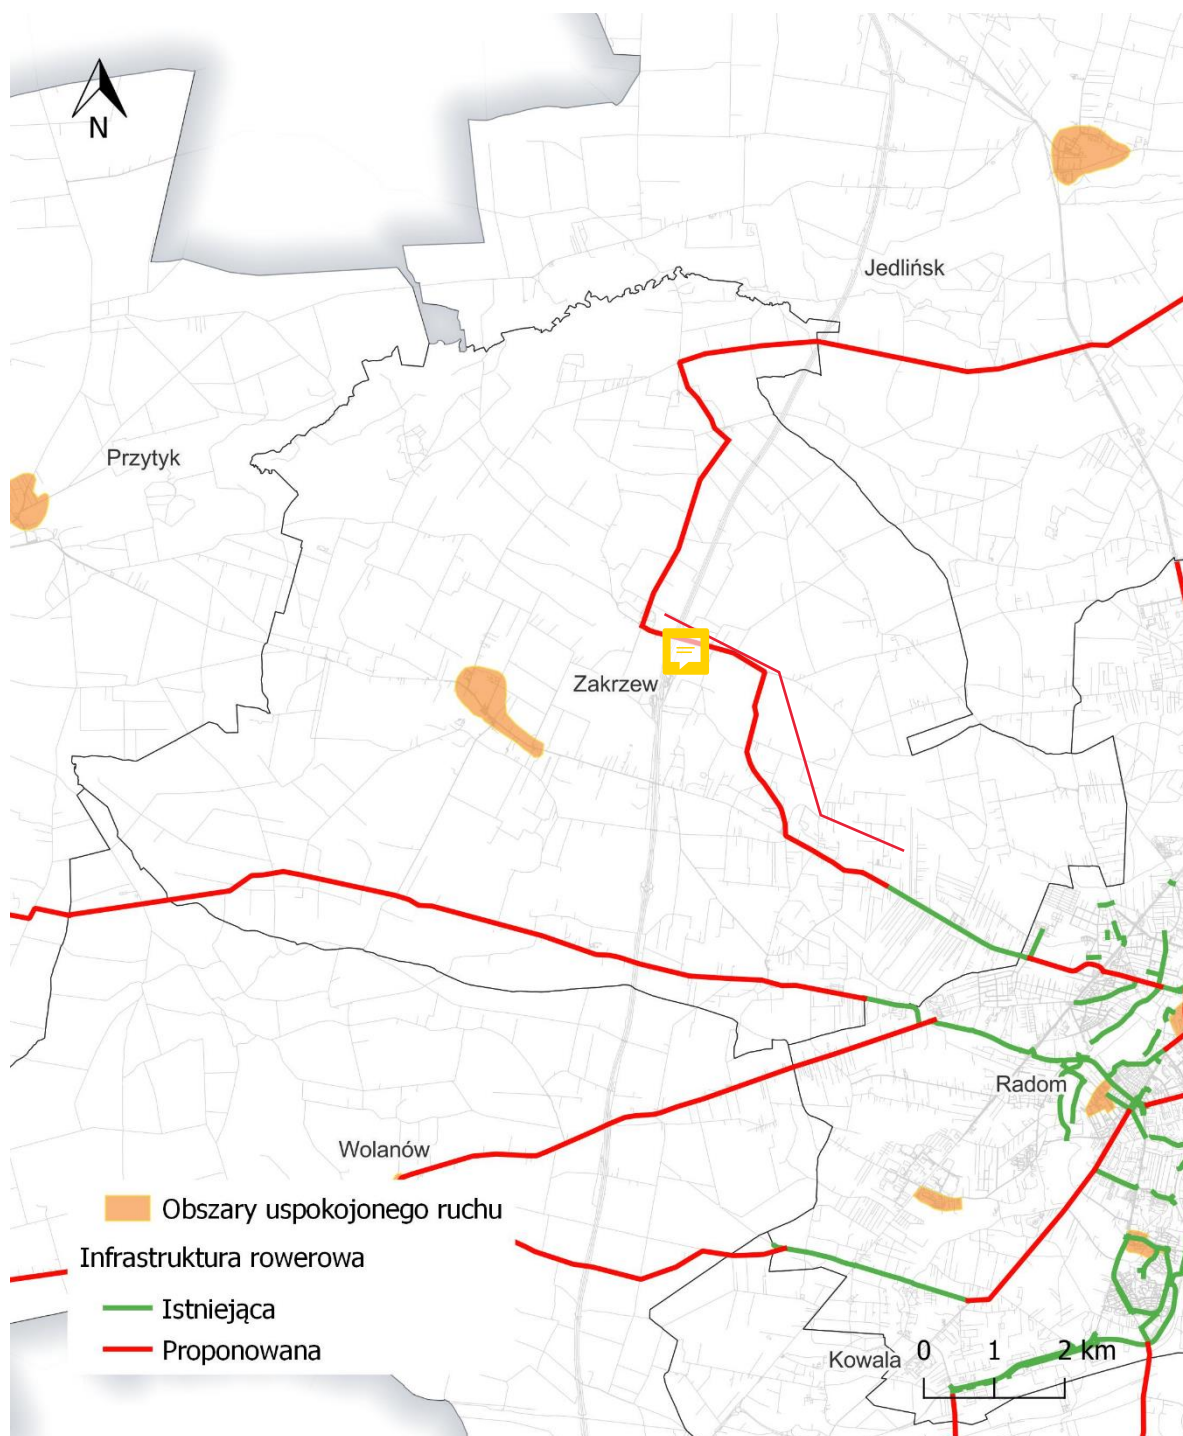 N
Jedlińsk
Przytyk
Zakrzew
Radom
Wolanów
Obszary uspokojonego ruchu
Infrastruktura rowerowa
Istniejąca
Proponowana
Kowala
0 1 2 km